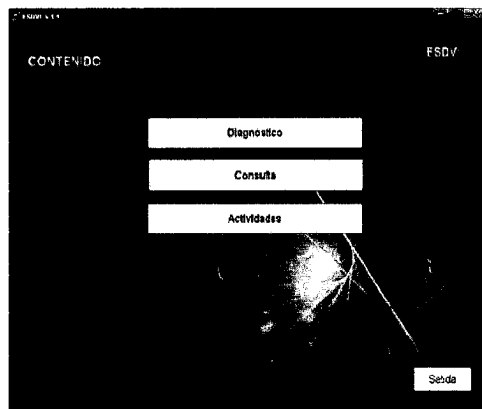 CONTENIDO
ESDV
Diagnostico
Consulta
Actividades
Salida